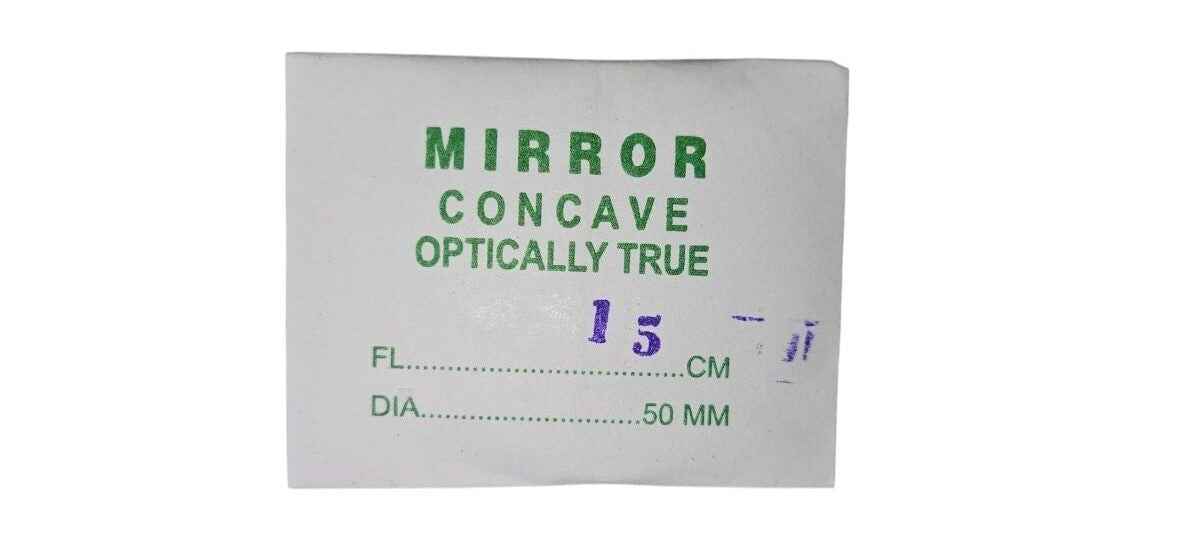 MIRROR
CONCAVE
OPTICALLY TRUE
15
FL..................................CM
DIA...........................50 MM